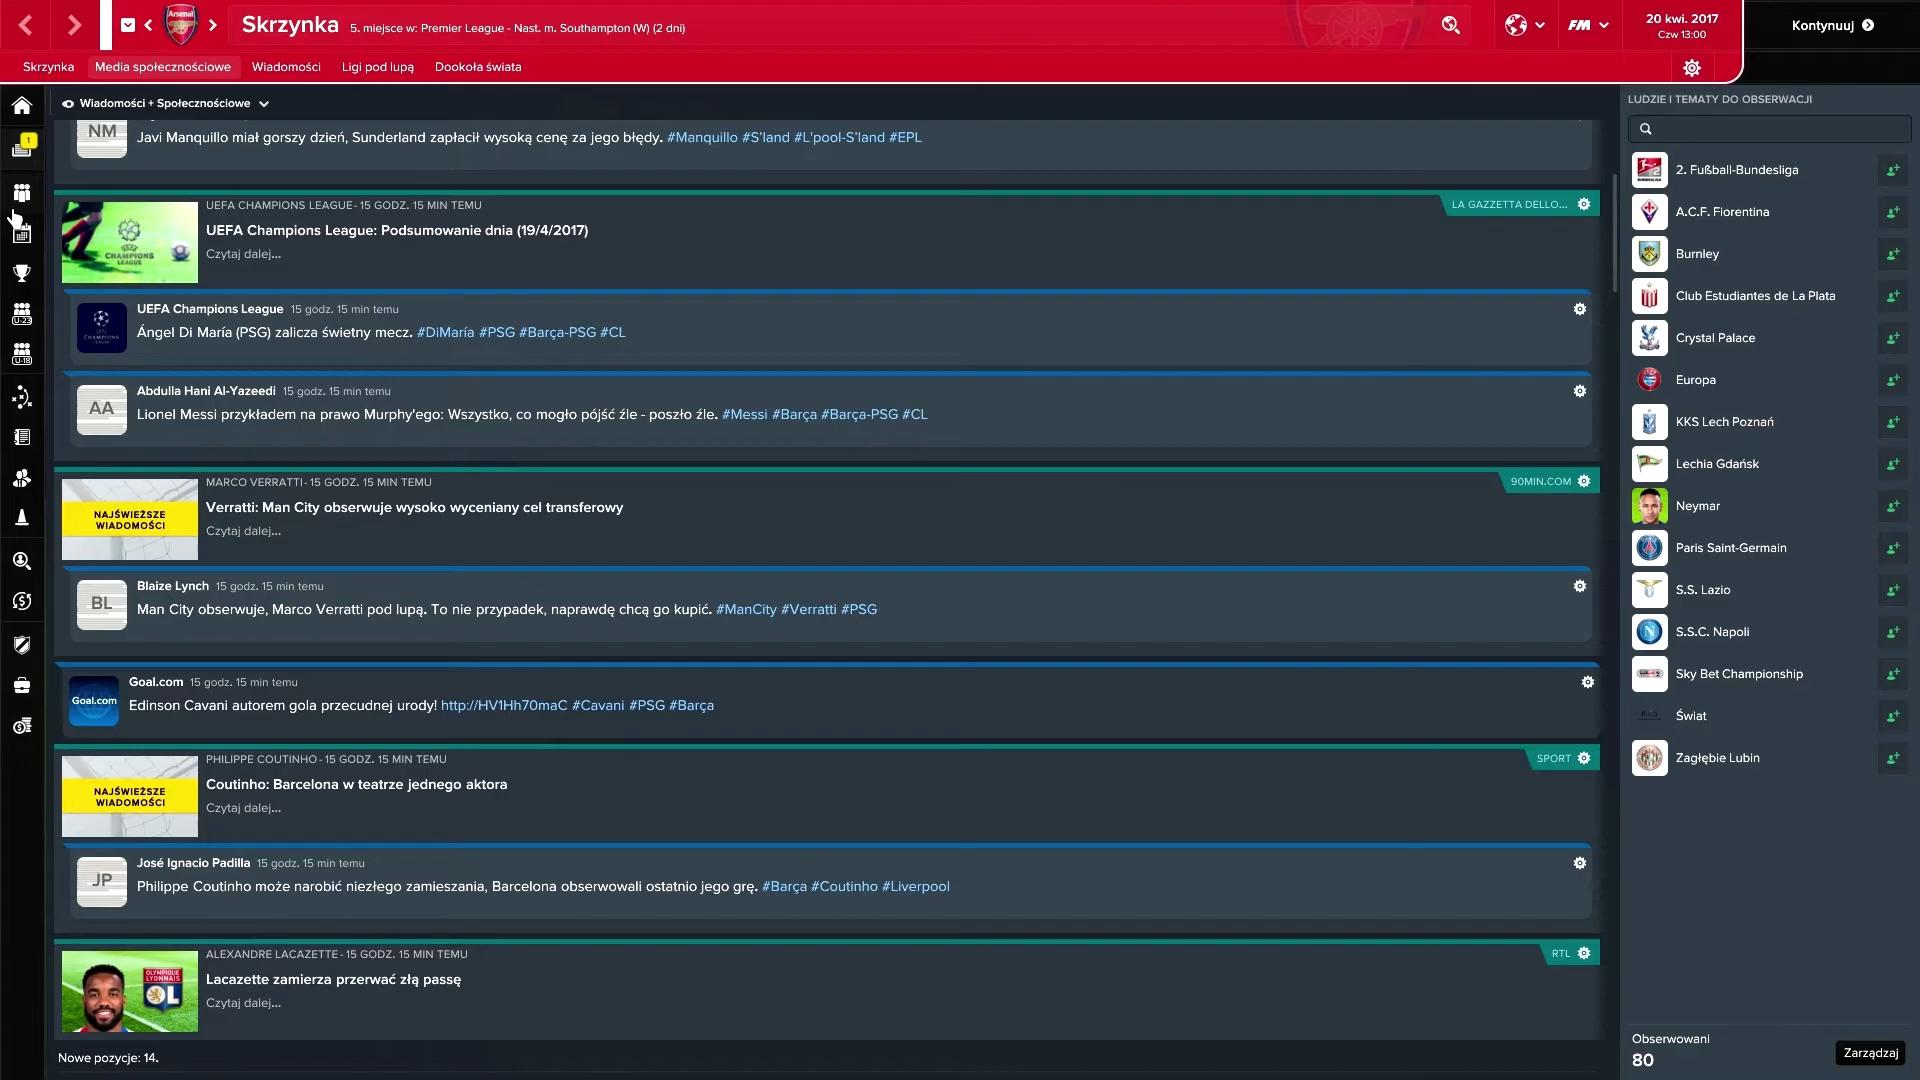 Arsenal
Skrzynka
5. miejsce w: Premier League - Nast. m. Southampton (W) (2 dni)
FM
20 kwi. 2017
Czw 13:00
Kontynuuj
Skrzynka
Media społecznościowe
Wiadomości
Ligi pod lupą
Dookoła świata
1
U-23
U-18
Wiadomości + Społecznościowe
NM
Javi Manquillo miał gorszy dzień, Sunderland zapłacił wysoką cenę za jego błędy. #Manquillo #S'land #L'pool-S'land #EPL
UEFA CHAMPIONS LEAGUE - 15 GODZ. 15 MIN TEMU
LA GAZZETTA DELLO...
UEFA Champions League: Podsumowanie dnia (19/4/2017)
Czytaj dalej...
CHAMPIONS
LEAGUE
UEFA Champions League 15 godz. 15 min temu
Ángel Di María (PSG) zalicza świetny mecz. #DiMaría #PSG #Barça-PSG #CL
CHAMPIONS
AA
Abdulla Hani Al-Yazeedi 15 godz. 15 min temu
Lionel Messi przykładem na prawo Murphy'ego: Wszystko, co mogło pójść źle - poszło źle. #Messi #Barça #Barça-PSG #CL
MARCO VERRATTI - 15 GODZ. 15 MIN TEMU
90MIN.COM
NAJŚWIEŻSZE
WIADOMOŚCI
Verratti: Man City obserwuje wysoko wyceniany cel transferowy
Czytaj dalej...
BL
Blaize Lynch 15 godz. 15 min temu
Man City obserwuje, Marco Verratti pod lupą. To nie przypadek, naprawdę chcą go kupić. #ManCity #Verratti #PSG
Goal.com
Goal.com 15 godz. 15 min temu
Edinson Cavani autorem gola przecudnej urody! http://HV1Hh70maC #Cavani #PSG #Barça
PHILIPPE COUTINHO - 15 GODZ. 15 MIN TEMU
SPORT
NAJŚWIEŻSZE
WIADOMOŚCI
Coutinho: Barcelona w teatrze jednego aktora
Czytaj dalej...
JP
José Ignacio Padilla 15 godz. 15 min temu
Philippe Coutinho może narobić niezłego zamieszania, Barcelona obserwowali ostatnio jego grę. #Barça #Coutinho #Liverpool
ALEXANDRE LACAZETTE - 15 GODZ. 15 MIN TEMU
RTL
OLYMPIQUE
LYONNAIS
OL
Lacazette zamierza przerwać złą passę
Czytaj dalej...
Nowe pozycje: 14.
LUDZIE I TEMATY DO OBSERWACJI
2. Fußball-Bundesliga
A.C.F. Fiorentina
Burnley
Club Estudiantes de La Plata
Crystal Palace
Europa
KKS Lech Poznań
Lechia Gdańsk
Neymar
Paris Saint-Germain
S.S. Lazio
S.S.C. Napoli
Sky Bet Championship
Świat
Zagłębie Lubin
Obserwowani
80
Zarządzaj